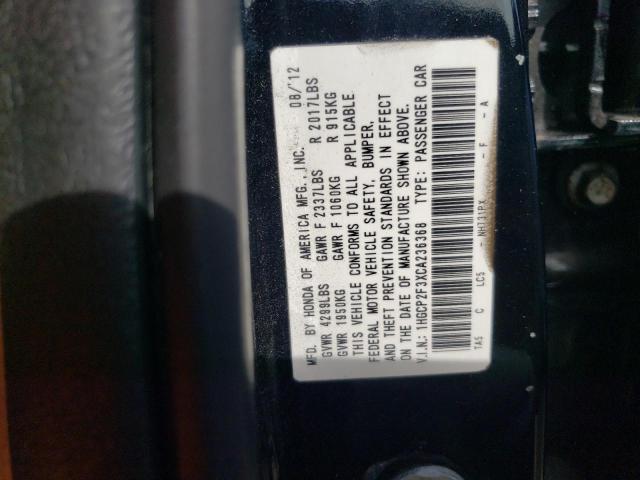 MFD. BY HONDA OF AMERICA MFG., INC. 08/'12
GVWR 4299LBS GAWR F 2337LBS R 2017LBS
GVWR 1950KG GAWR F 1060KG R 915KG
THIS VEHICLE CONFORMS TO ALL APPLICABLE
FEDERAL MOTOR VEHICLE SAFETY, BUMPER,
AND THEFT PREVENTION STANDARDS IN EFFECT
ON THE DATE OF MANUFACTURE SHOWN ABOVE.
V.I.N.: 1HGCP2F3XCA236368 TYPE: PASSENGER CAR
TA5 C LC5 - NH731PX - F - A